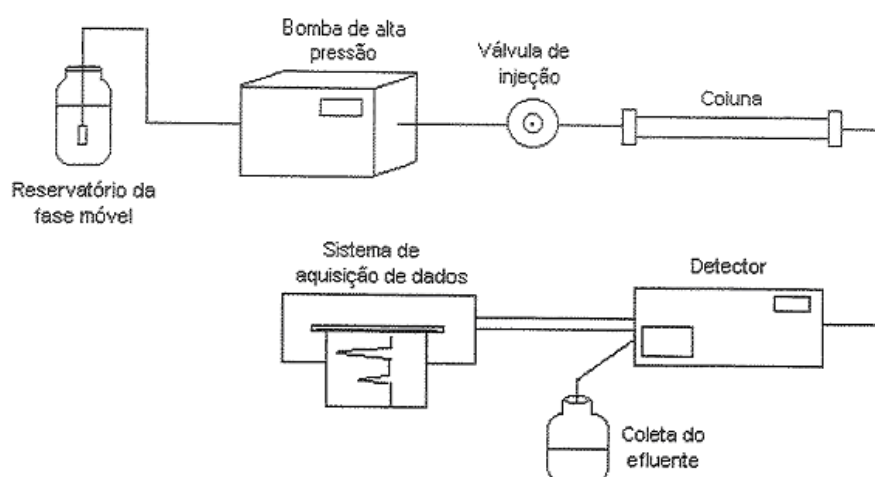 Bomba de alta
pressão
Válvula de
injeção
Coluna
Reservatório da
fase móvel
Sistema de
aquisição de dados
Detector
Coleta do
efluente